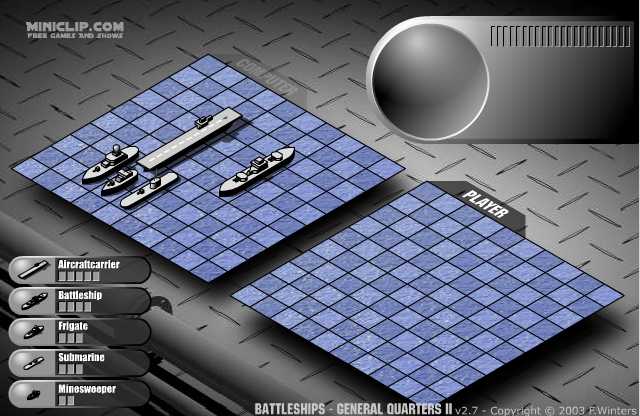 MINICLIP.COM
FREE GAMES AND SHOWS
COMPUTER
PLAYER
Aircraftcarrier
Battleship
Frigate
Submarine
Minesweeper
BATTLESHIPS - GENERAL QUARTERS II v2.7 - Copyright © 2003 F.Winters